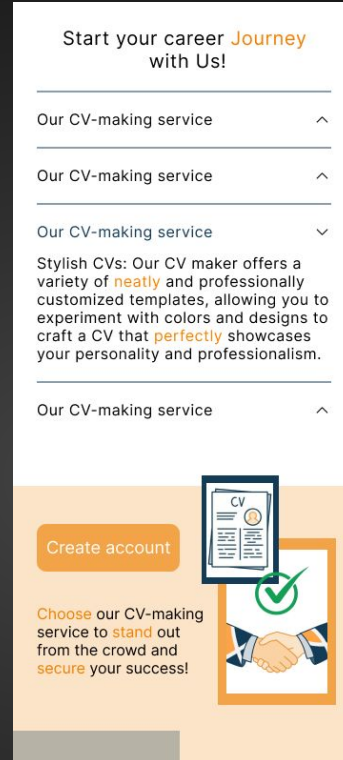 Start your career Journey
with Us!
Our CV-making service
Our CV-making service
Our CV-making service
Stylish CVs: Our CV maker offers a
variety of neatly and professionally
customized templates, allowing you to
experiment with colors and designs to
craft a CV that perfectly showcases
your personality and professionalism.
Our CV-making service
CV
Create account
Choose our CV-making
service to stand out
from the crowd and
secure your success!